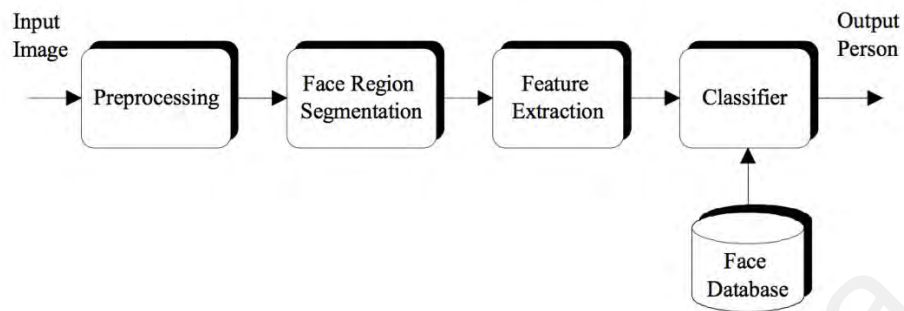 Input
Image
Output
Person
Preprocessing
Face Region
Segmentation
Feature
Extraction
Classifier
Face
Database